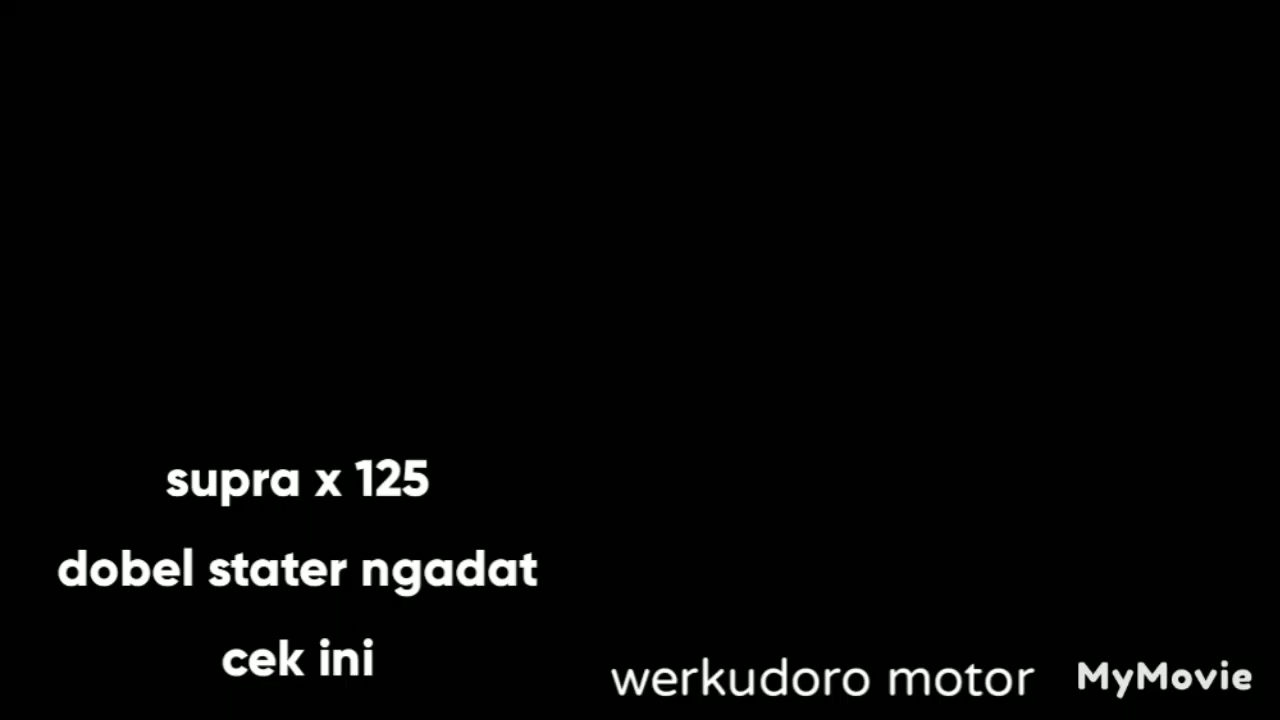 supra x 125
dobel stater ngadat
cek ini
werkudoro motor
MyMovie